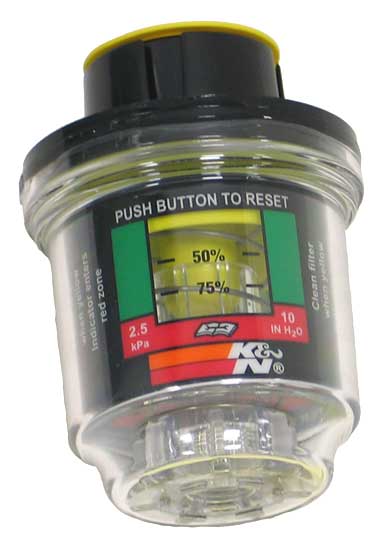 PUSH BUTTON TO RESET
50%
75%
2.5
kPa
10
IN H2O
K&N®
when yellow
Indicator enters
red zone
Clean filter
when yellow